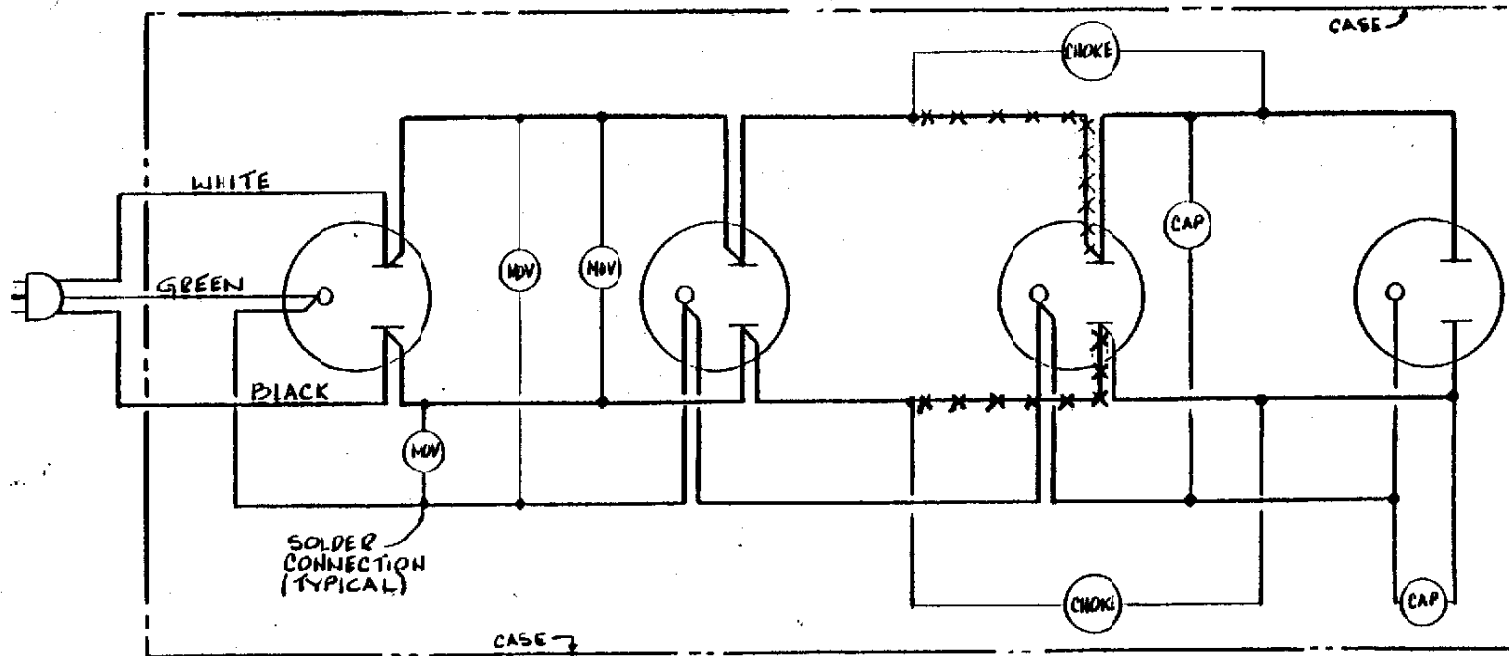 CASE
CHOKE
WHITE
CAP
MOV
MOV
GREEN
BLACK
MOV
SOLDER
CONNECTION
(TYPICAL)
CHOKE
CAP
CASE